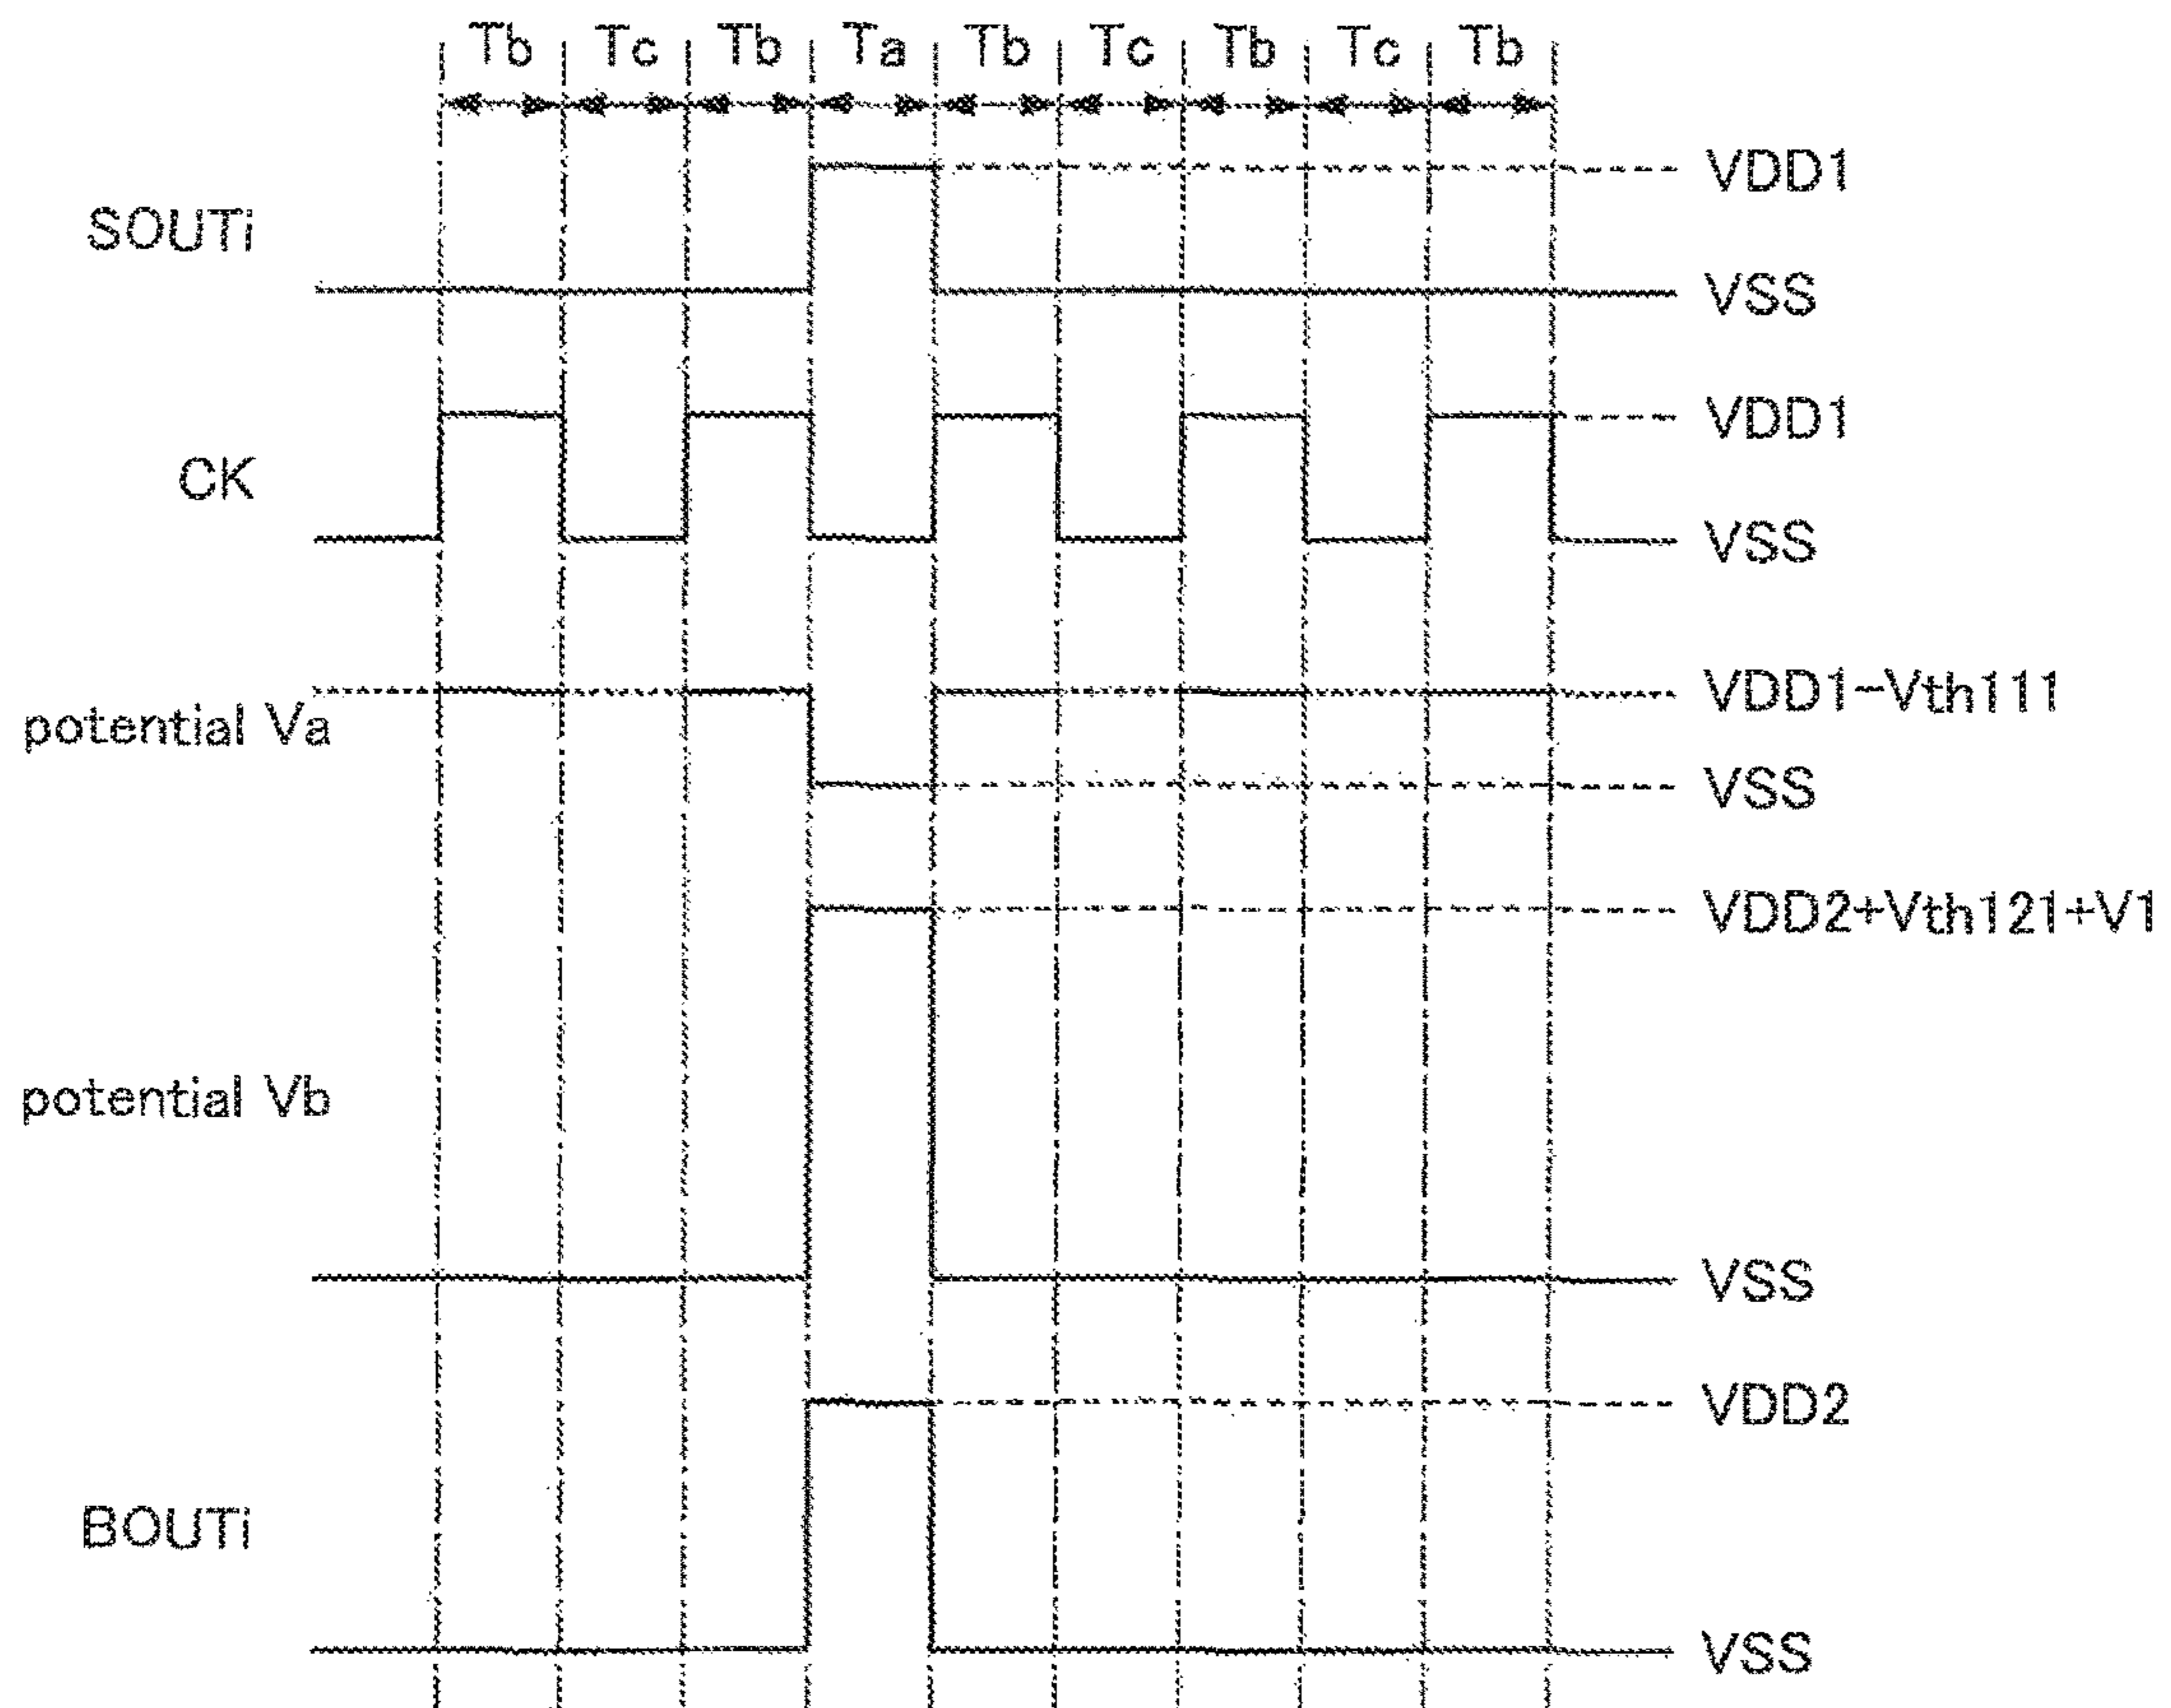 Tb Tc Tb Ta Tb Tc Tb Tc Tb
VDD1
SOUTi
VSS
VDD1
CK
VSS
VDD1-Vth111
potential Va
VSS
VDD2+Vth121+V1
potential Vb
VSS
VDD2
BOUTi
VSS